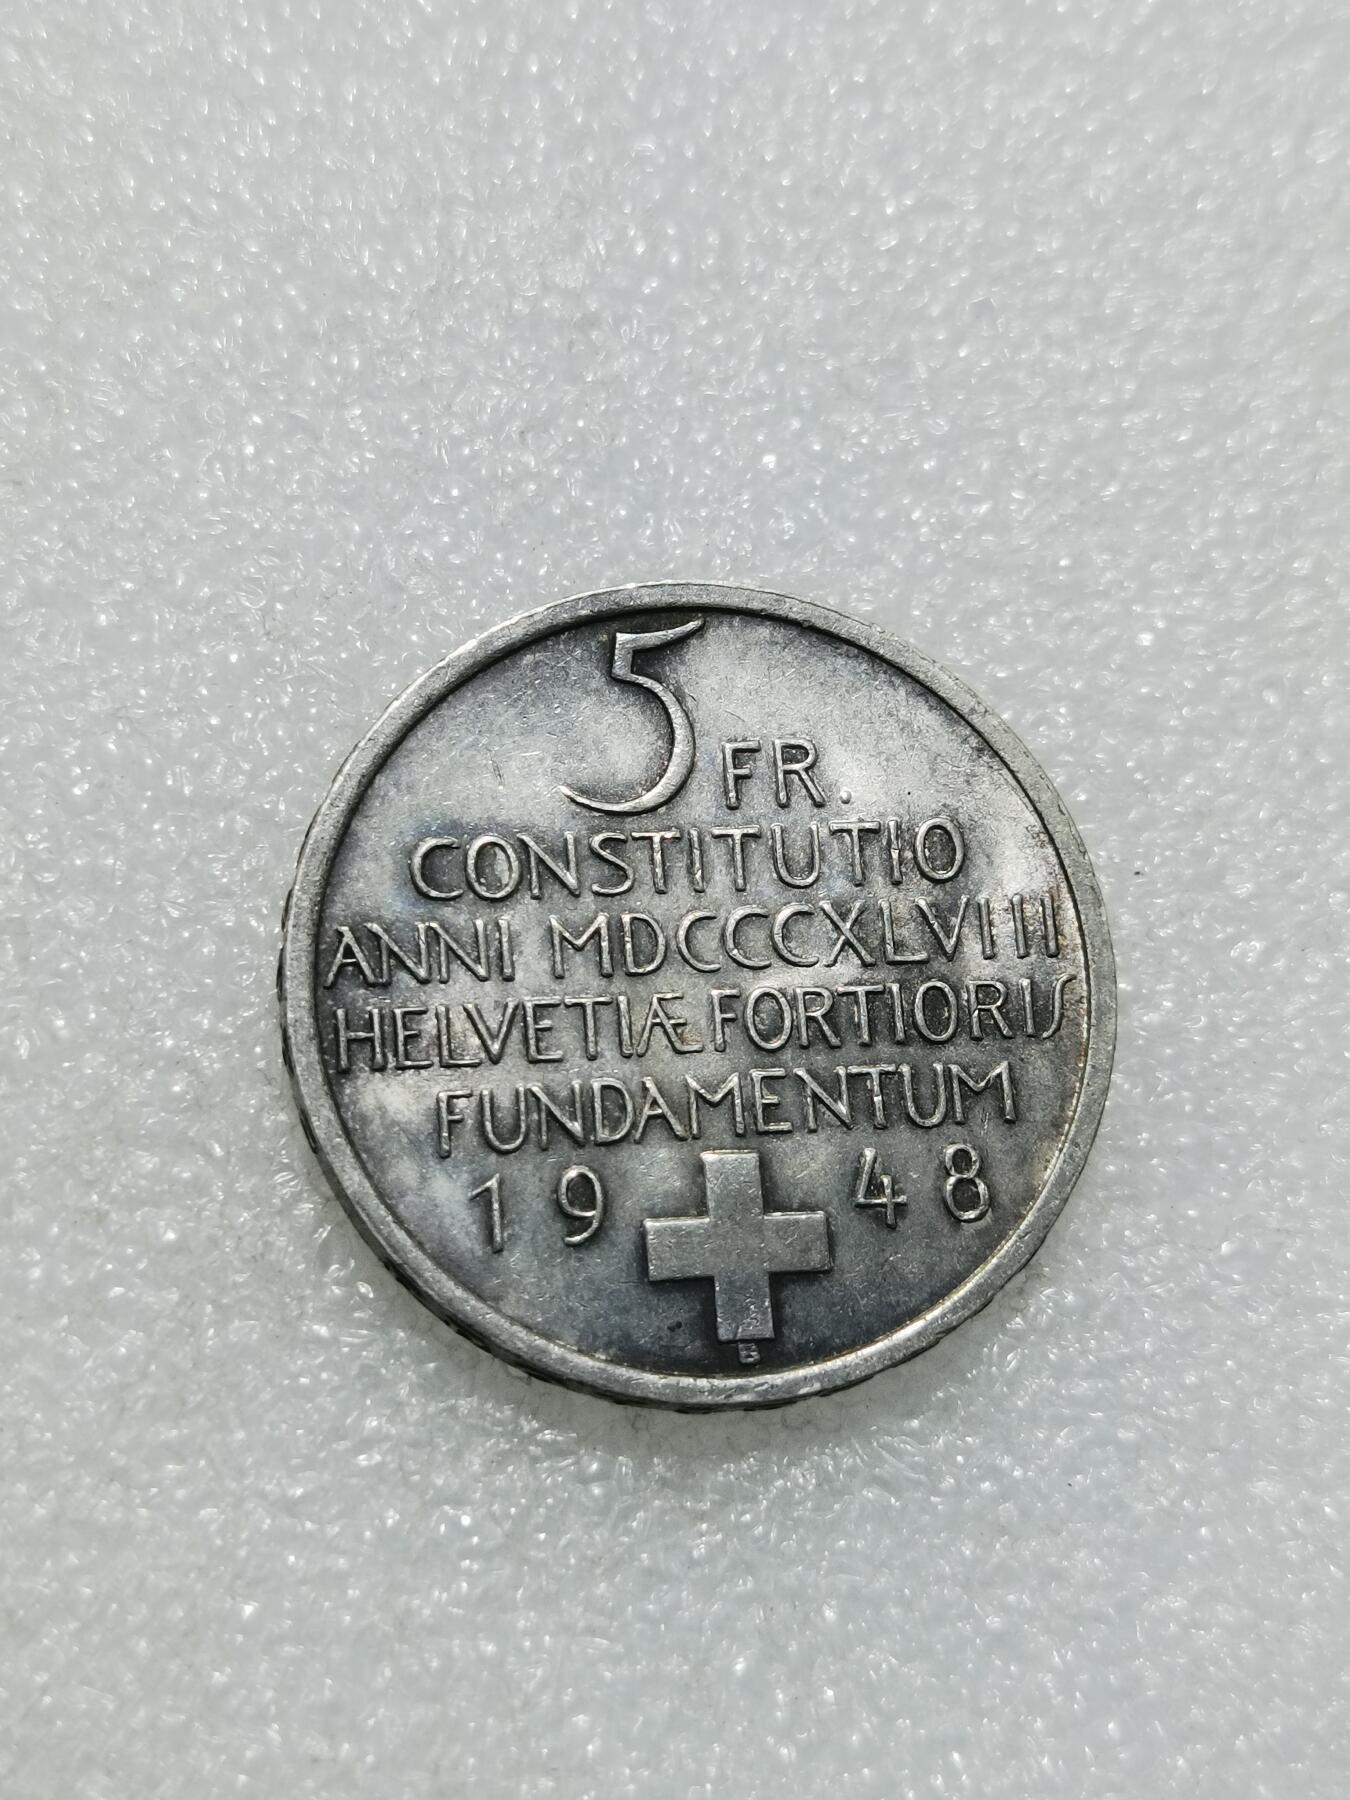 5 FR.
CONSTITUTIO
ANNI MDCCCXLVIII
HELVETIÆ FORTIORIS
FUNDAMENTUM
19 48
B